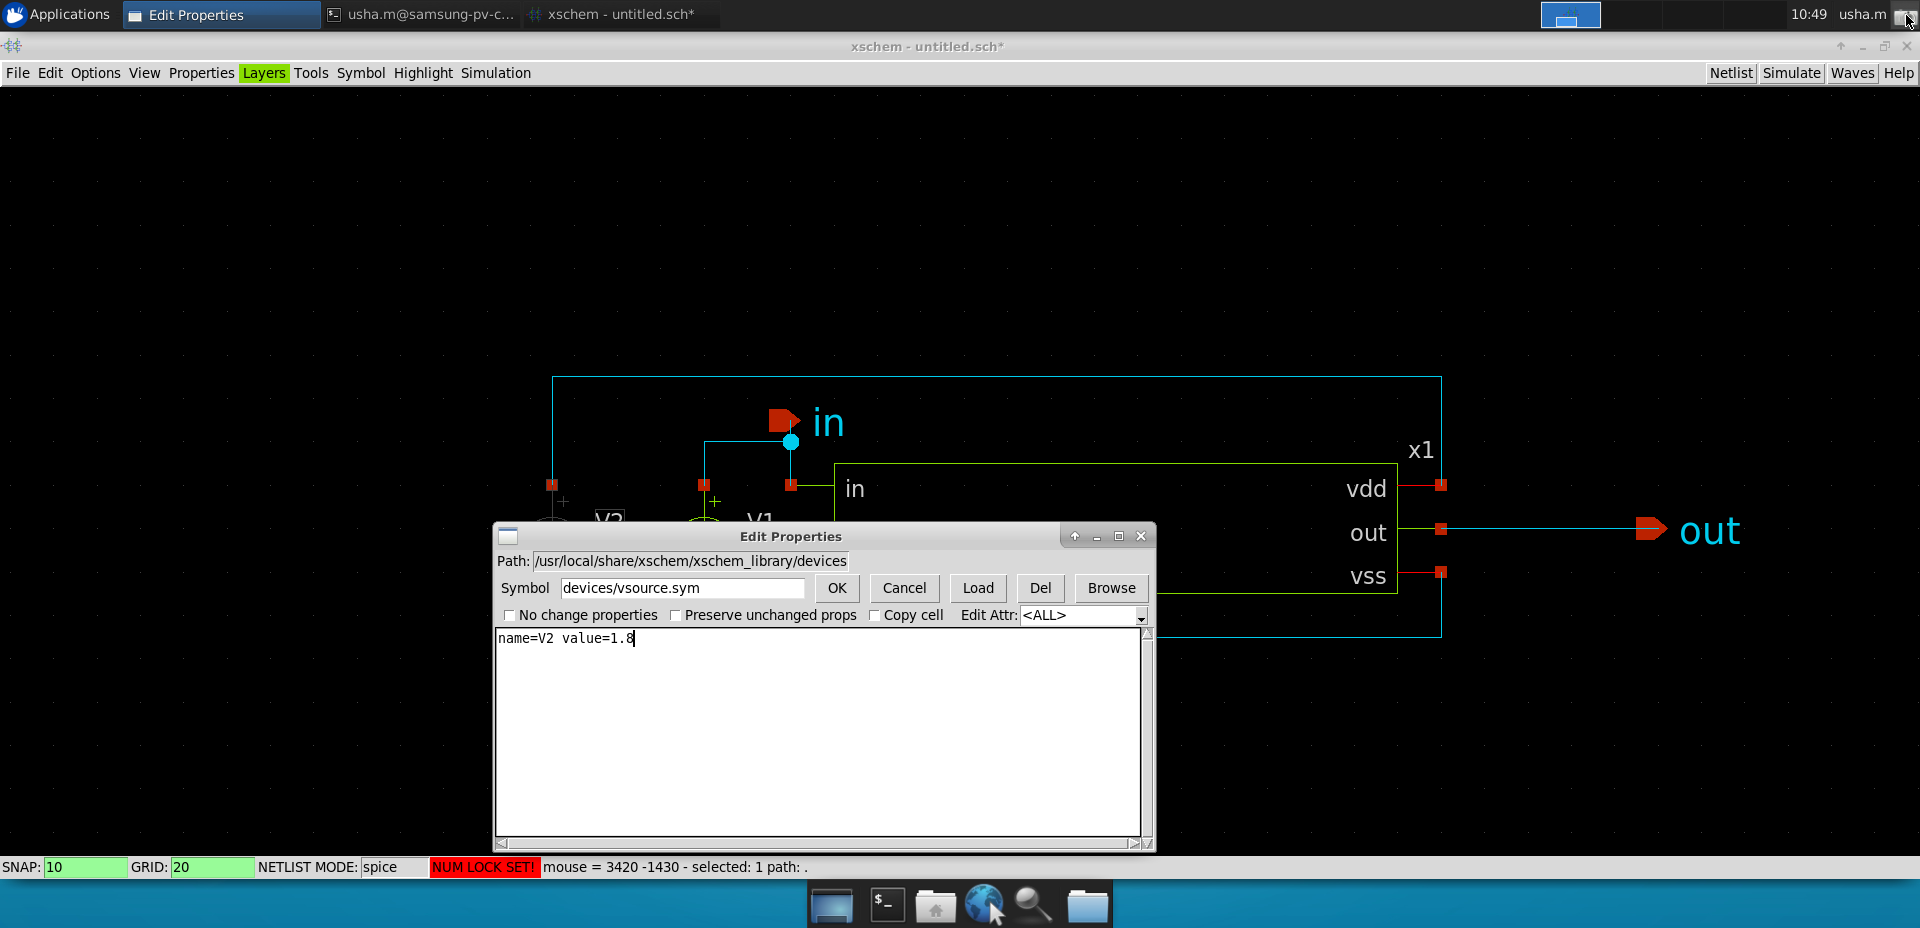 Applications Edit Properties usha.m@samsung-pv-c... xschem - untitled.sch* 10:49 usha.m
xschem - untitled.sch*
File Edit Options View Properties Layers Tools Symbol Highlight Simulation Netlist Simulate Waves Help
in
x1
in vdd
V2 V1
out
out
vss
Edit Properties
Path: /usr/local/share/xschem/xschem_library/devices
Symbol devices/vsource.sym OK Cancel Load Del Browse
No change properties Preserve unchanged props Copy cell Edit Attr: <ALL>
name=V2 value=1.8
SNAP: 10 GRID: 20 NETLIST MODE: spice NUM LOCK SET! mouse = 3420 -1430 - selected: 1 path: .